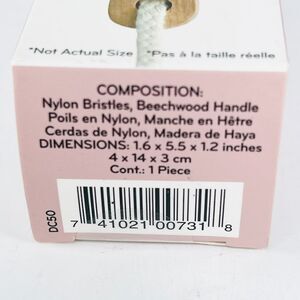 *Not Actual Size *Pas à la taille réelle
COMPOSITION:
Nylon Bristles, Beechwood Handle
Poils en Nylon, Manche en Hêtre
Cerdas de Nylon, Madera de Haya
DIMENSIONS: 1.6 x 5.5 x 1.2 inches
4 x 14 x 3 cm
Cont.: 1 Piece
DC50
7 41021 00731 8